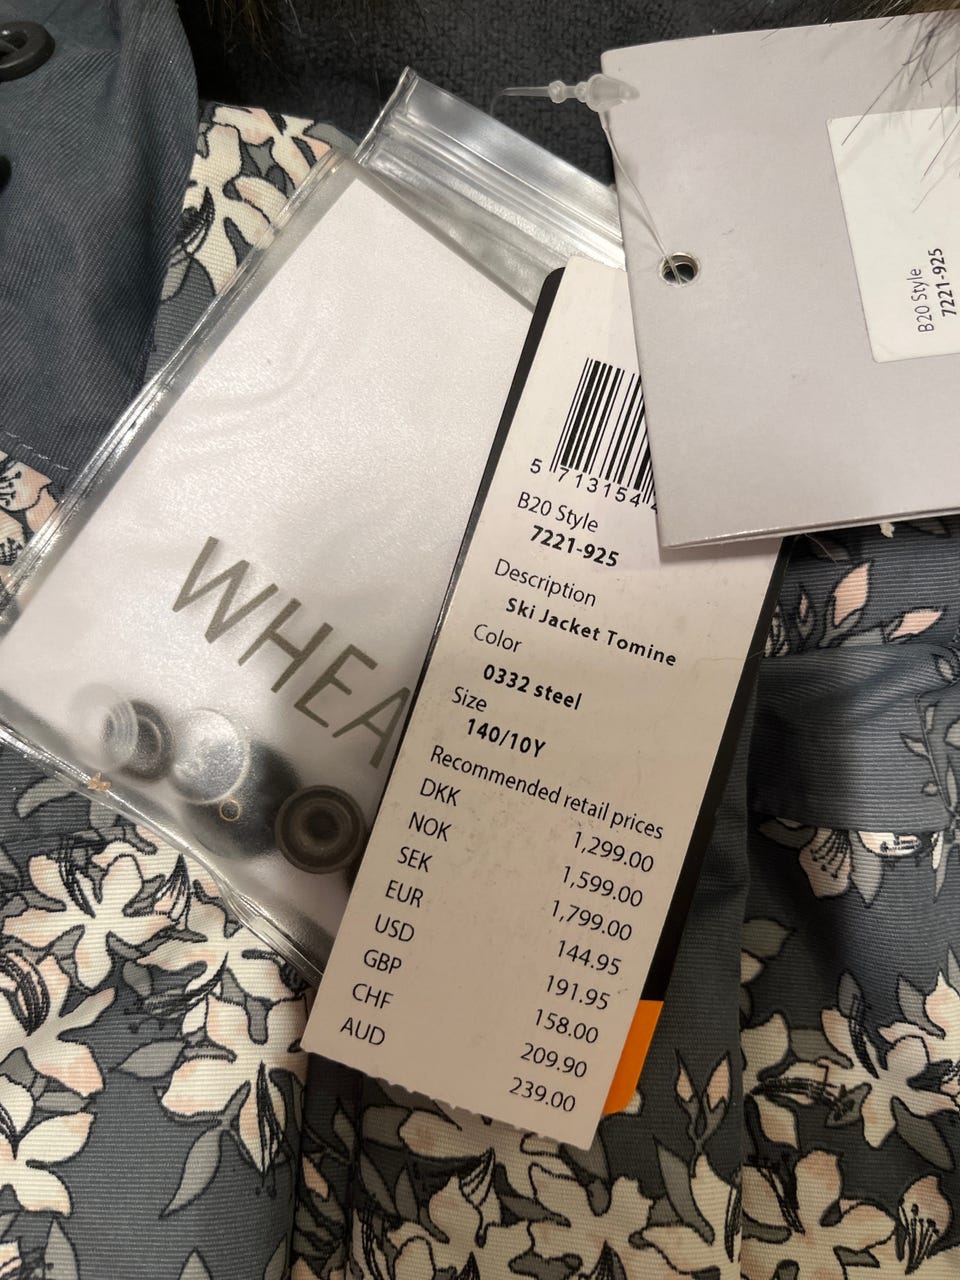 WHEA
5 713154
B20 Style
7221-925
Description
Ski Jacket Tomine
Color
0332 steel
Size
140/10Y
Recommended retail prices
DKK 1,299.00
NOK 1,599.00
SEK 1,799.00
EUR 144.95
USD 191.95
GBP 158.00
CHF 209.90
AUD 239.00
B20 Style
7221-925